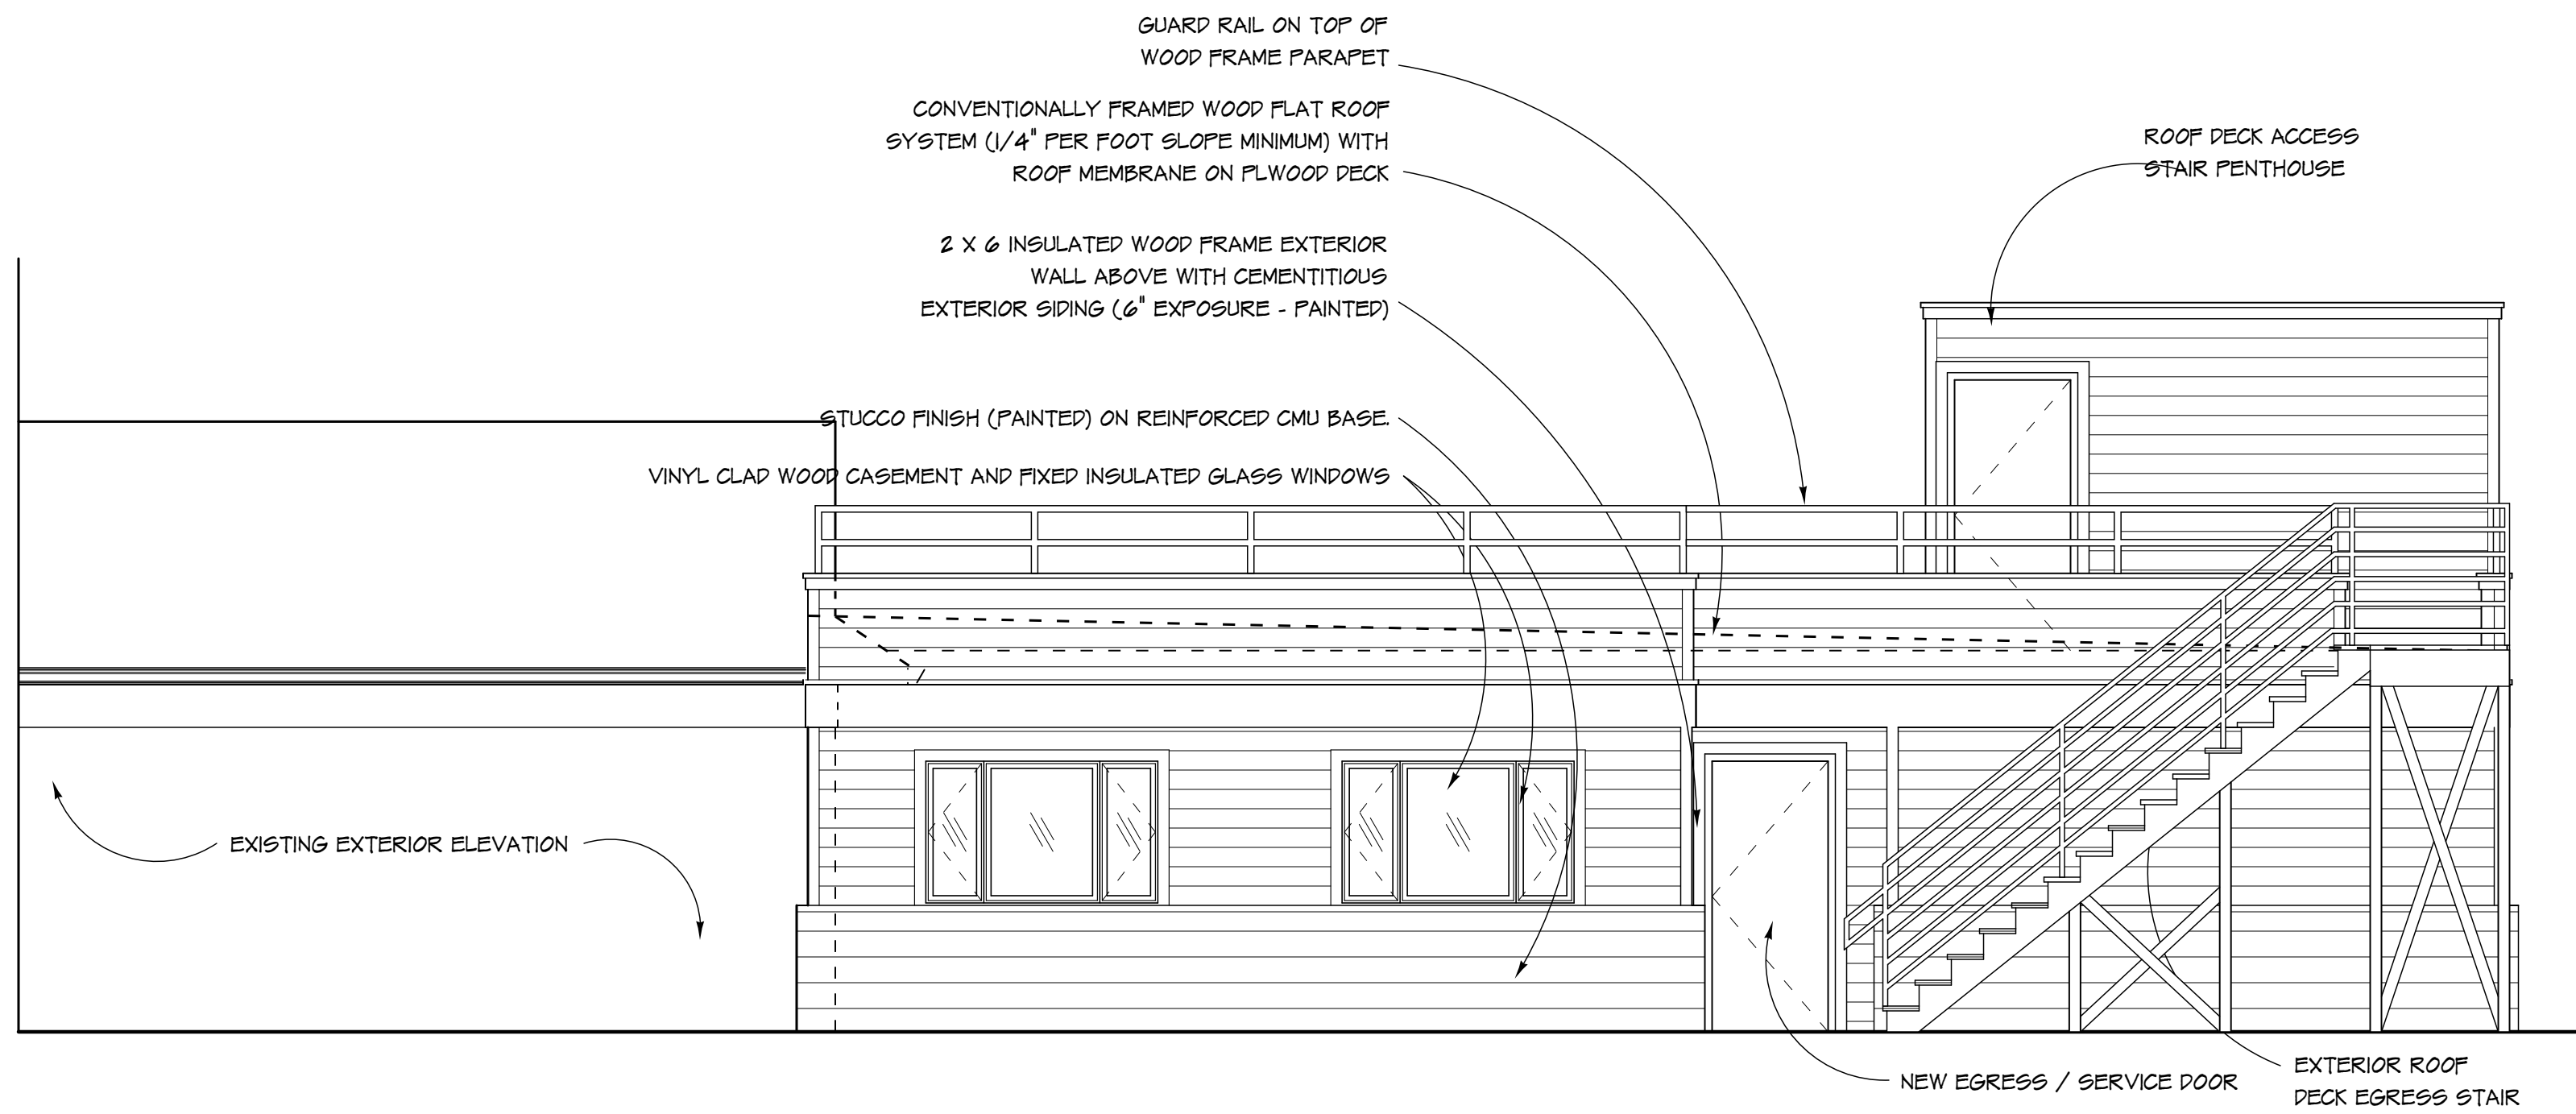 GUARD RAIL ON TOP OF
WOOD FRAME PARAPET
CONVENTIONALLY FRAMED WOOD FLAT ROOF
SYSTEM (1/4" PER FOOT SLOPE MINIMUM) WITH
ROOF MEMBRANE ON PLWOOD DECK
ROOF DECK ACCESS
STAIR PENTHOUSE
2 X 6 INSULATED WOOD FRAME EXTERIOR
WALL ABOVE WITH CEMENTITIOUS
EXTERIOR SIDING (6" EXPOSURE - PAINTED)
STUCCO FINISH (PAINTED) ON REINFORCED CMU BASE.
VINYL CLAD WOOD CASEMENT AND FIXED INSULATED GLASS WINDOWS
EXISTING EXTERIOR ELEVATION
NEW EGRESS / SERVICE DOOR
EXTERIOR ROOF
DECK EGRESS STAIR